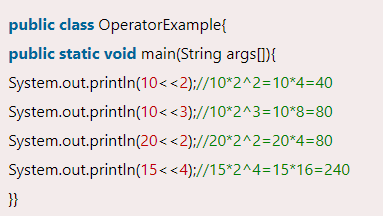 public class OperatorExample{
public static void main(String args[]){
System.out.println(10<<2);//10*2^2=10*4=40
System.out.println(10<<3);//10*2^3=10*8=80
System.out.println(20<<2);//20*2^2=20*4=80
System.out.println(15<<4);//15*2^4=15*16=240
}}